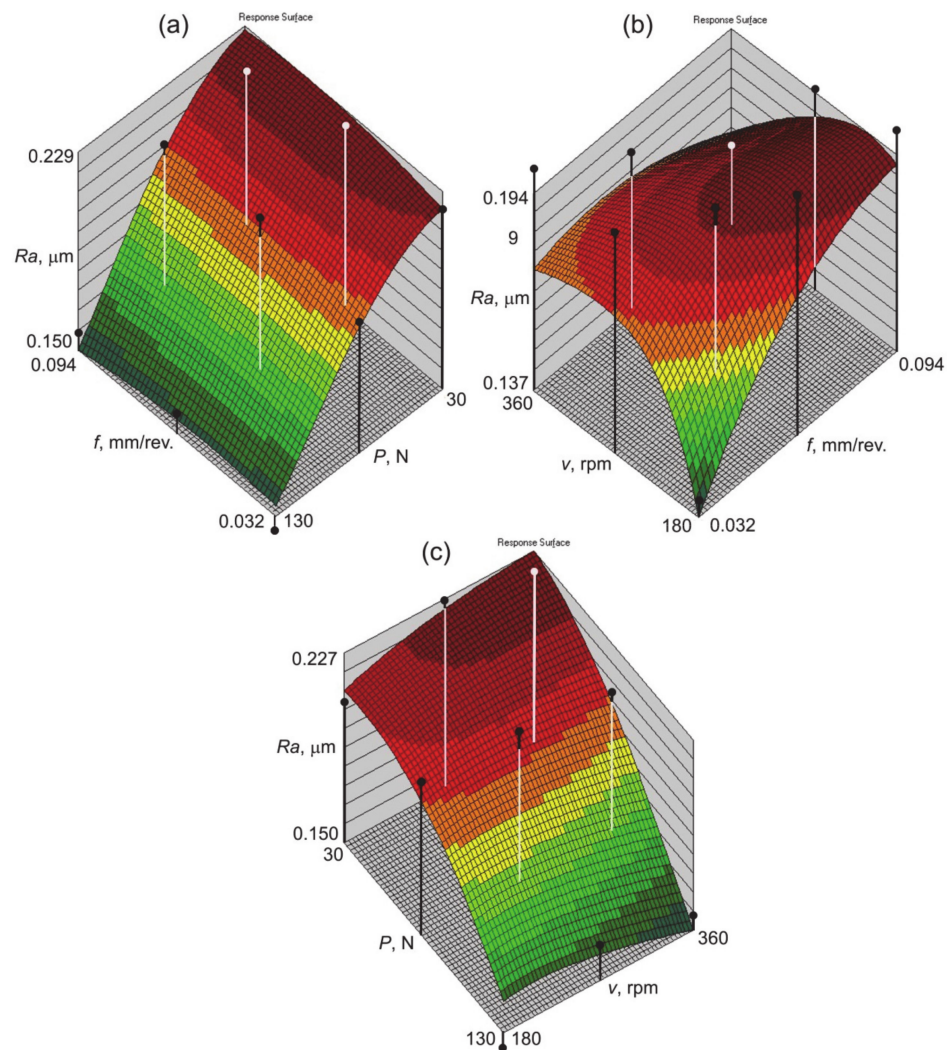 Response Surface
(a)
0.229
Ra, μm
0.150
0.094
f, mm/rev.
0.032
130
P, N
30
Response Surface
(b)
0.194
9
Ra, μm
0.137
360
v, rpm
180
0.032
f, mm/rev.
0.094
Response Surface
(c)
0.227
Ra, μm
0.150
30
P, N
130
180
v, rpm
360